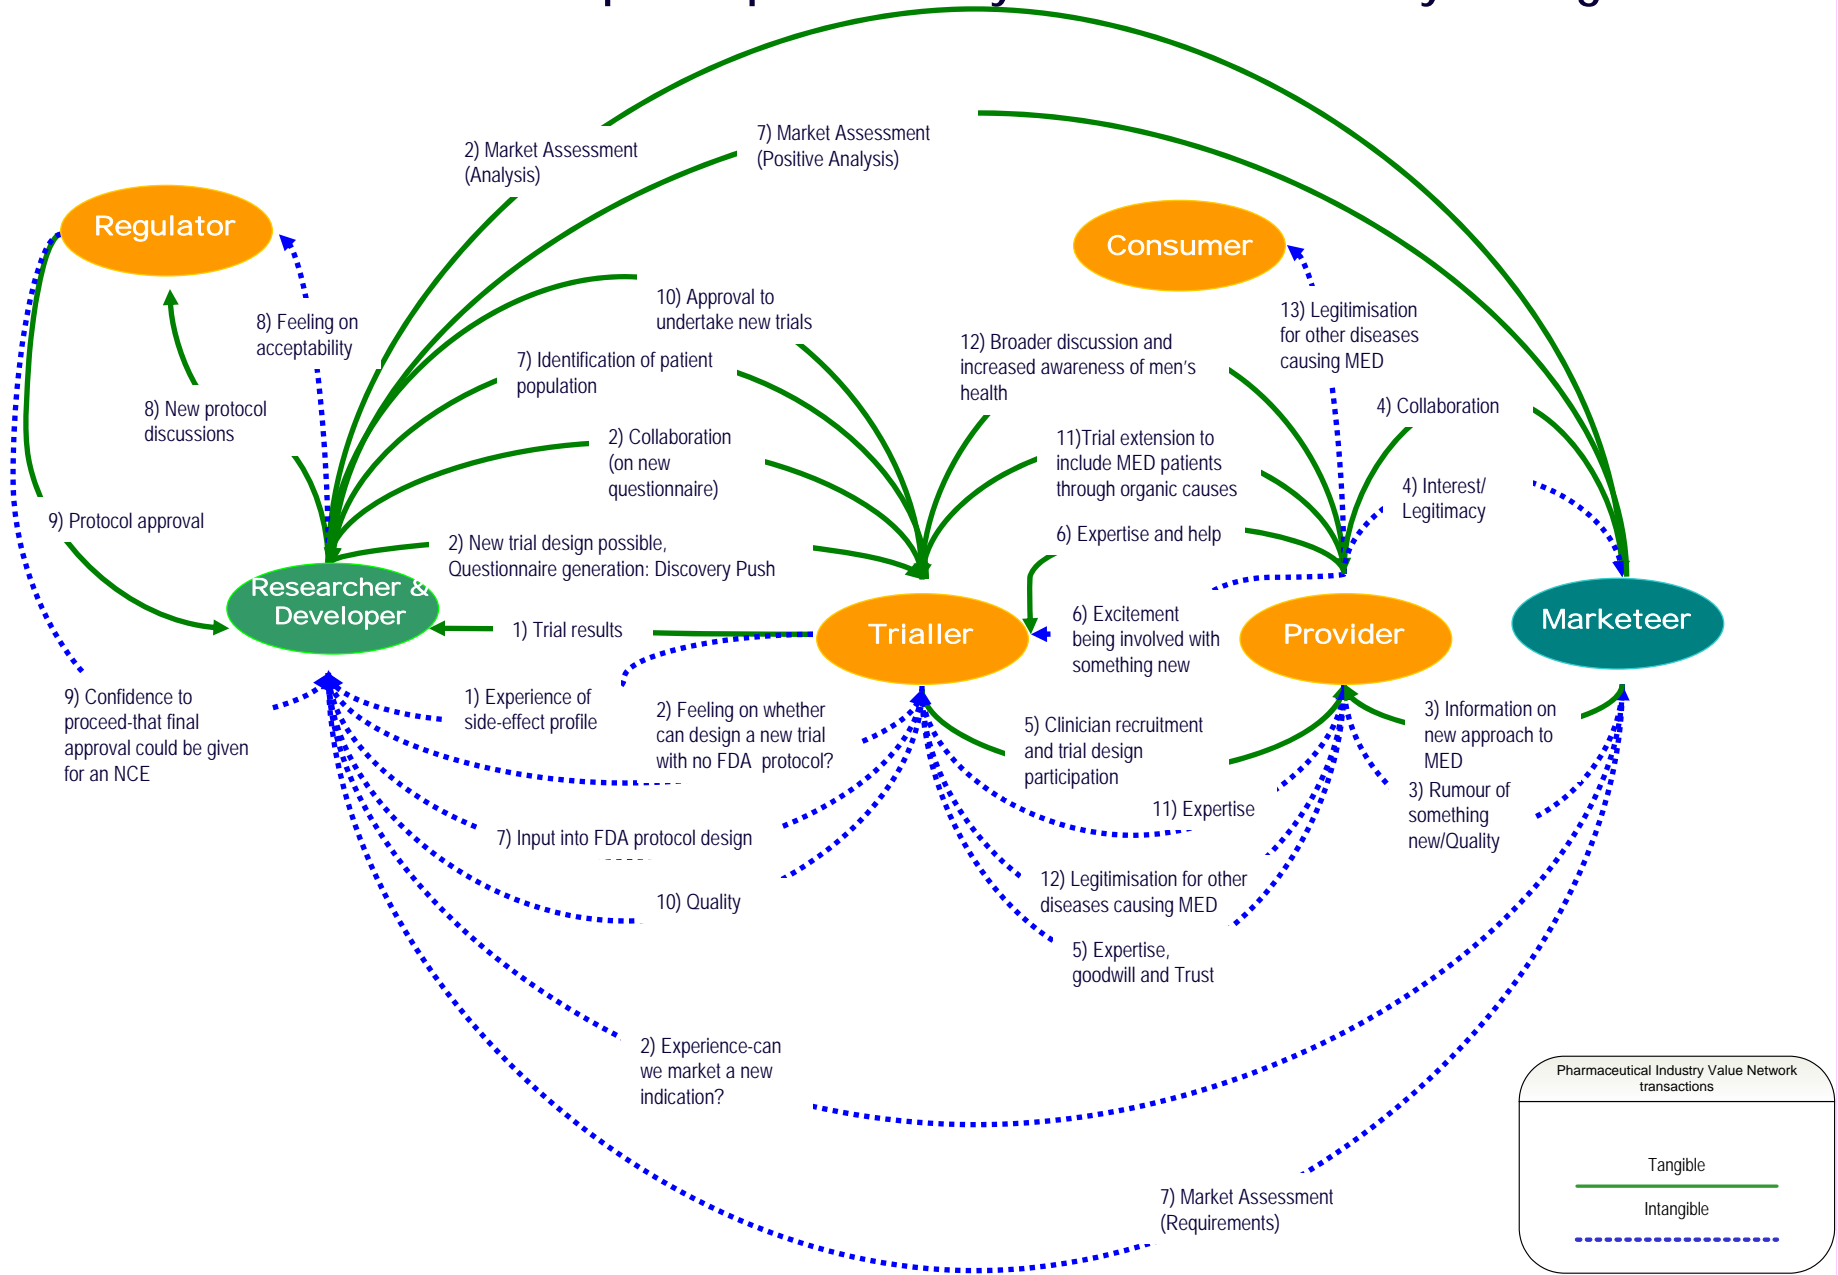 2) Market Assessment
(Analysis)
7) Market Assessment
(Positive Analysis)
Regulator
Consumer
8) Feeling on
acceptability
10) Approval to
undertake new trials
13) Legitimisation
for other diseases
causing MED
12) Broader discussion and
increased awareness of men's
health
7) Identification of patient
population
8) New protocol
discussions
4) Collaboration
2) Collaboration
(on new
questionnaire)
11)Trial extension to
include MED patients
through organic causes
4) Interest/
Legitimacy
9) Protocol approval
6) Expertise and help
2) New trial design possible,
Questionnaire generation: Discovery Push
Researcher &
Developer
1) Trial results
Trialler
6) Excitement
being involved with
something new
Provider
Marketeer
9) Confidence to
proceed-that final
approval could be given
for an NCE
1) Experience of
side-effect profile
2) Feeling on whether
can design a new trial
with no FDA protocol?
5) Clinician recruitment
and trial design
participation
3) Information on
new approach to
MED
3) Rumour of
something
new/Quality
11) Expertise
7) Input into FDA protocol design
12) Legitimisation for other
diseases causing MED
10) Quality
5) Expertise,
goodwill and Trust
2) Experience-can
we market a new
indication?
7) Market Assessment
(Requirements)
Pharmaceutical Industry Value Network
transactions
Tangible
Intangible